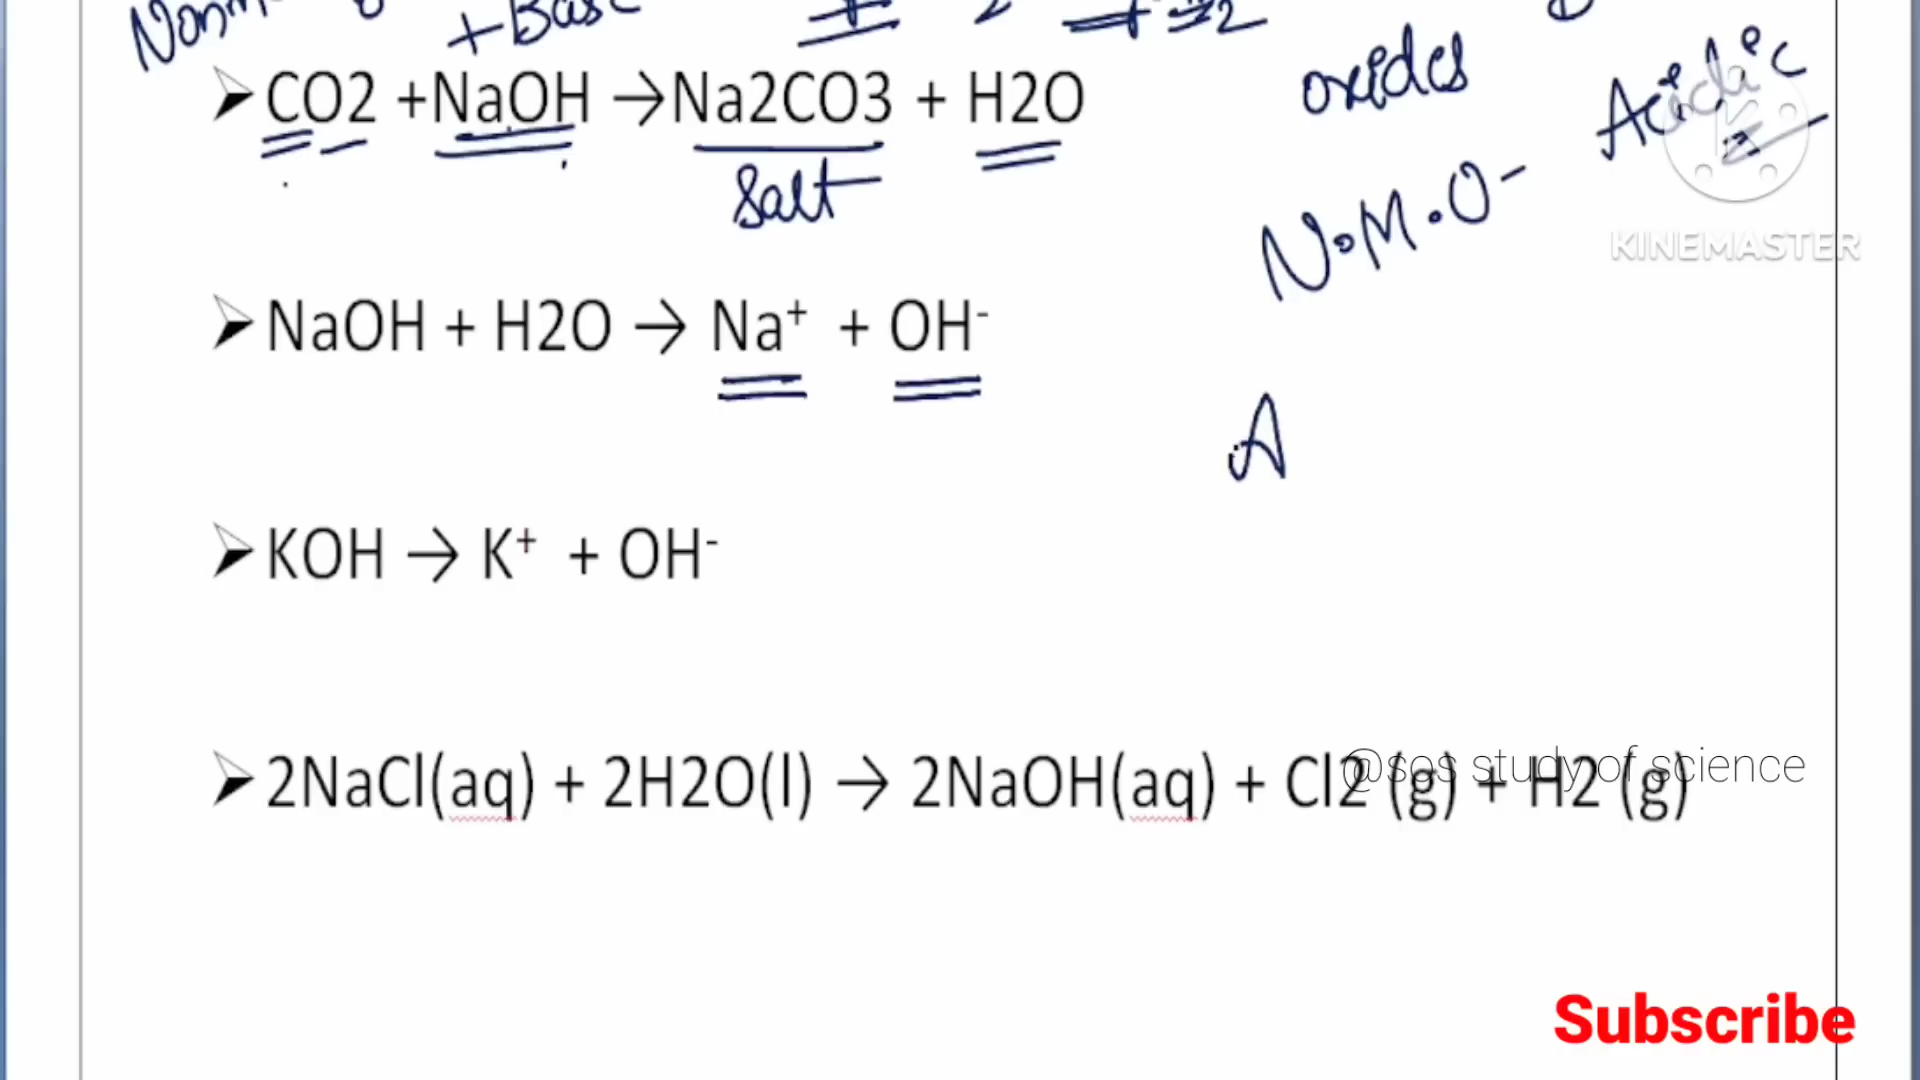 +Base
CO2 +NaOH →Na2CO3 + H2O
Salt
oxides
Acidic
N.M.O-
KINEMASTER
NaOH + H2O → Na⁺ + OH⁻
A
KOH → K⁺ + OH⁻
@sos study of science
2NaCl(aq) + 2H2O(l) → 2NaOH(aq) + Cl2 (g) + H2 (g)
Subscribe